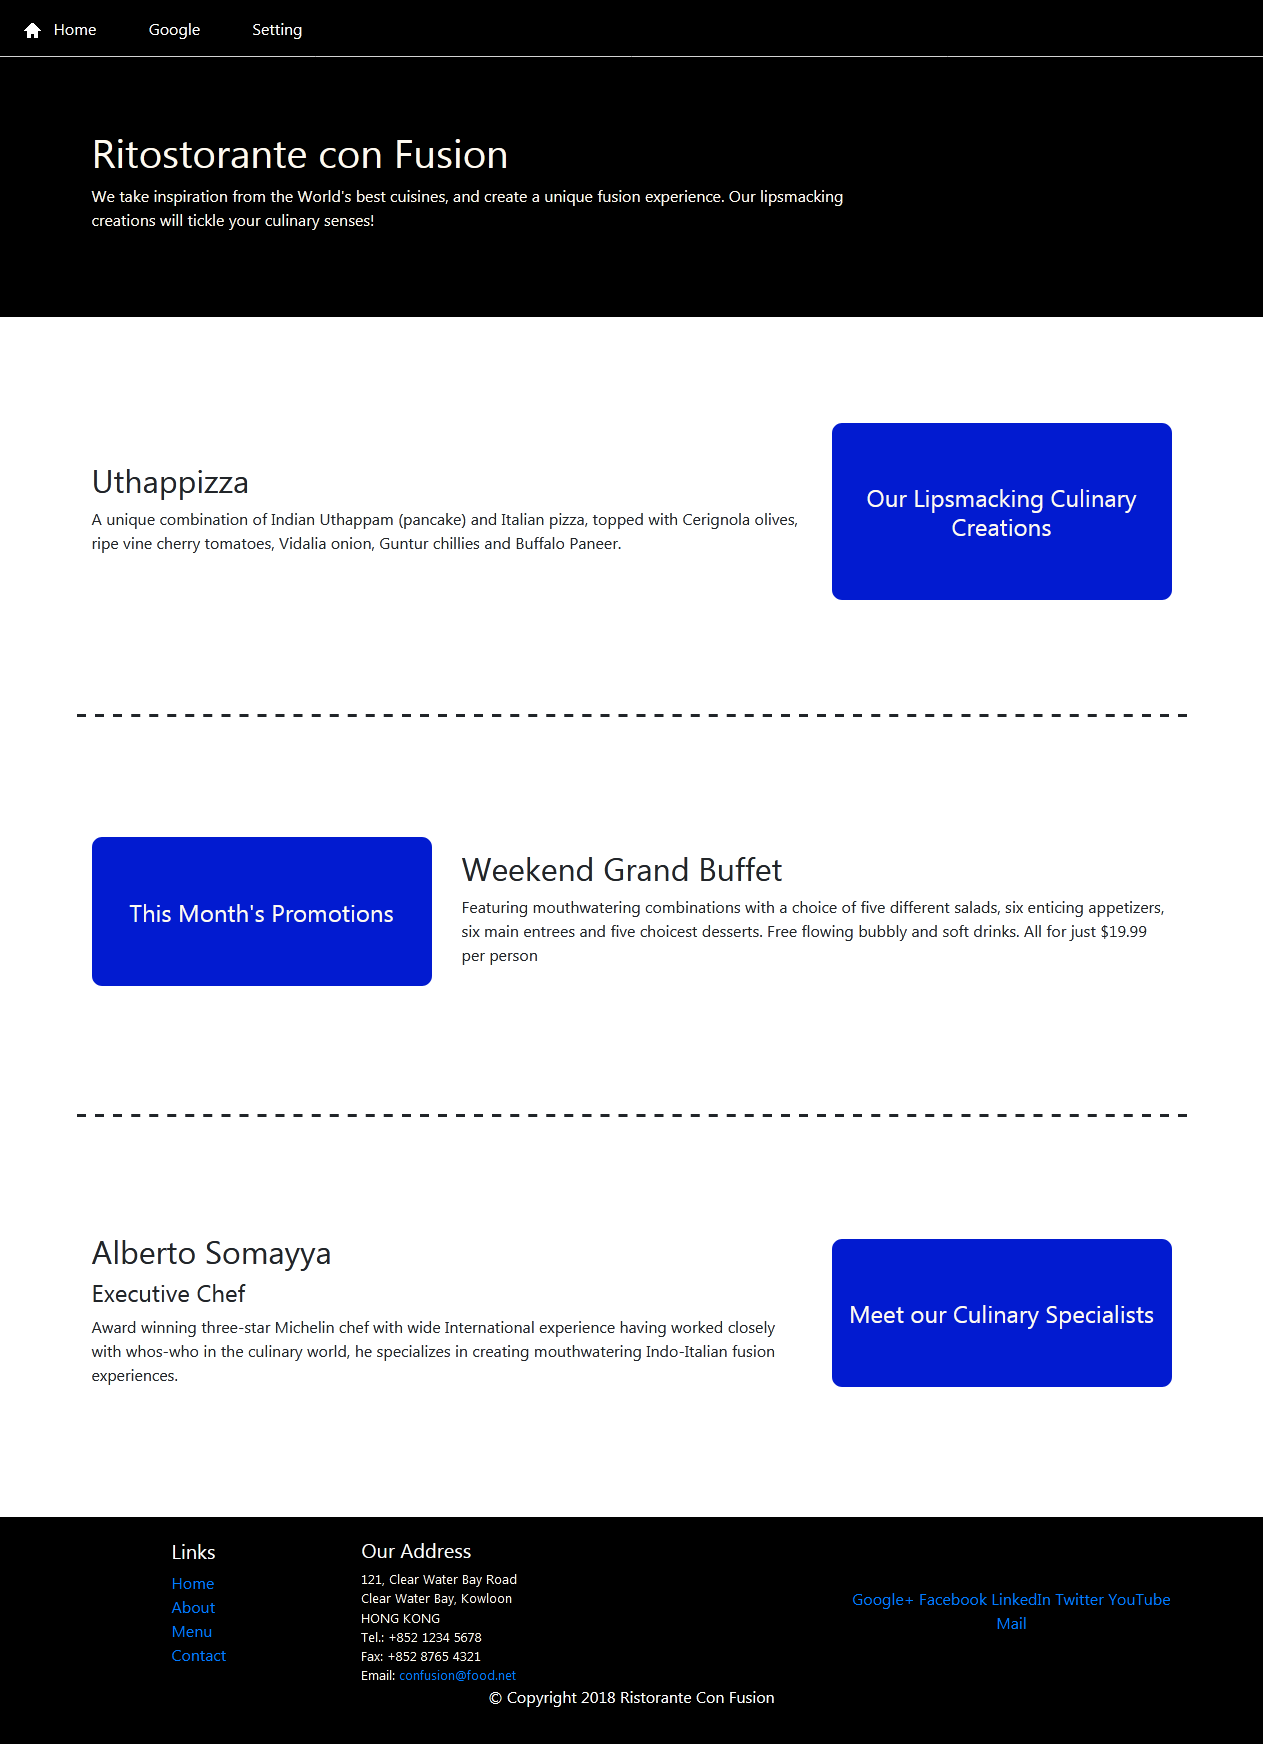 Home Google Setting
Ritostorante con Fusion
We take inspiration from the World's best cuisines, and create a unique fusion experience. Our lipsmacking
creations will tickle your culinary senses!
Uthappizza
A unique combination of Indian Uthappam (pancake) and Italian pizza, topped with Cerignola olives,
ripe vine cherry tomatoes, Vidalia onion, Guntur chillies and Buffalo Paneer.
Our Lipsmacking Culinary
Creations
This Month's Promotions
Weekend Grand Buffet
Featuring mouthwatering combinations with a choice of five different salads, six enticing appetizers,
six main entrees and five choicest desserts. Free flowing bubbly and soft drinks. All for just $19.99
per person
Alberto Somayya
Executive Chef
Award winning three-star Michelin chef with wide International experience having worked closely
with whos-who in the culinary world, he specializes in creating mouthwatering Indo-Italian fusion
experiences.
Meet our Culinary Specialists
Links
Home
About
Menu
Contact
Our Address
121, Clear Water Bay Road
Clear Water Bay, Kowloon
HONG KONG
Tel.: +852 1234 5678
Fax: +852 8765 4321
Email: confusion@food.net
Google+ Facebook LinkedIn Twitter YouTube
Mail
© Copyright 2018 Ristorante Con Fusion